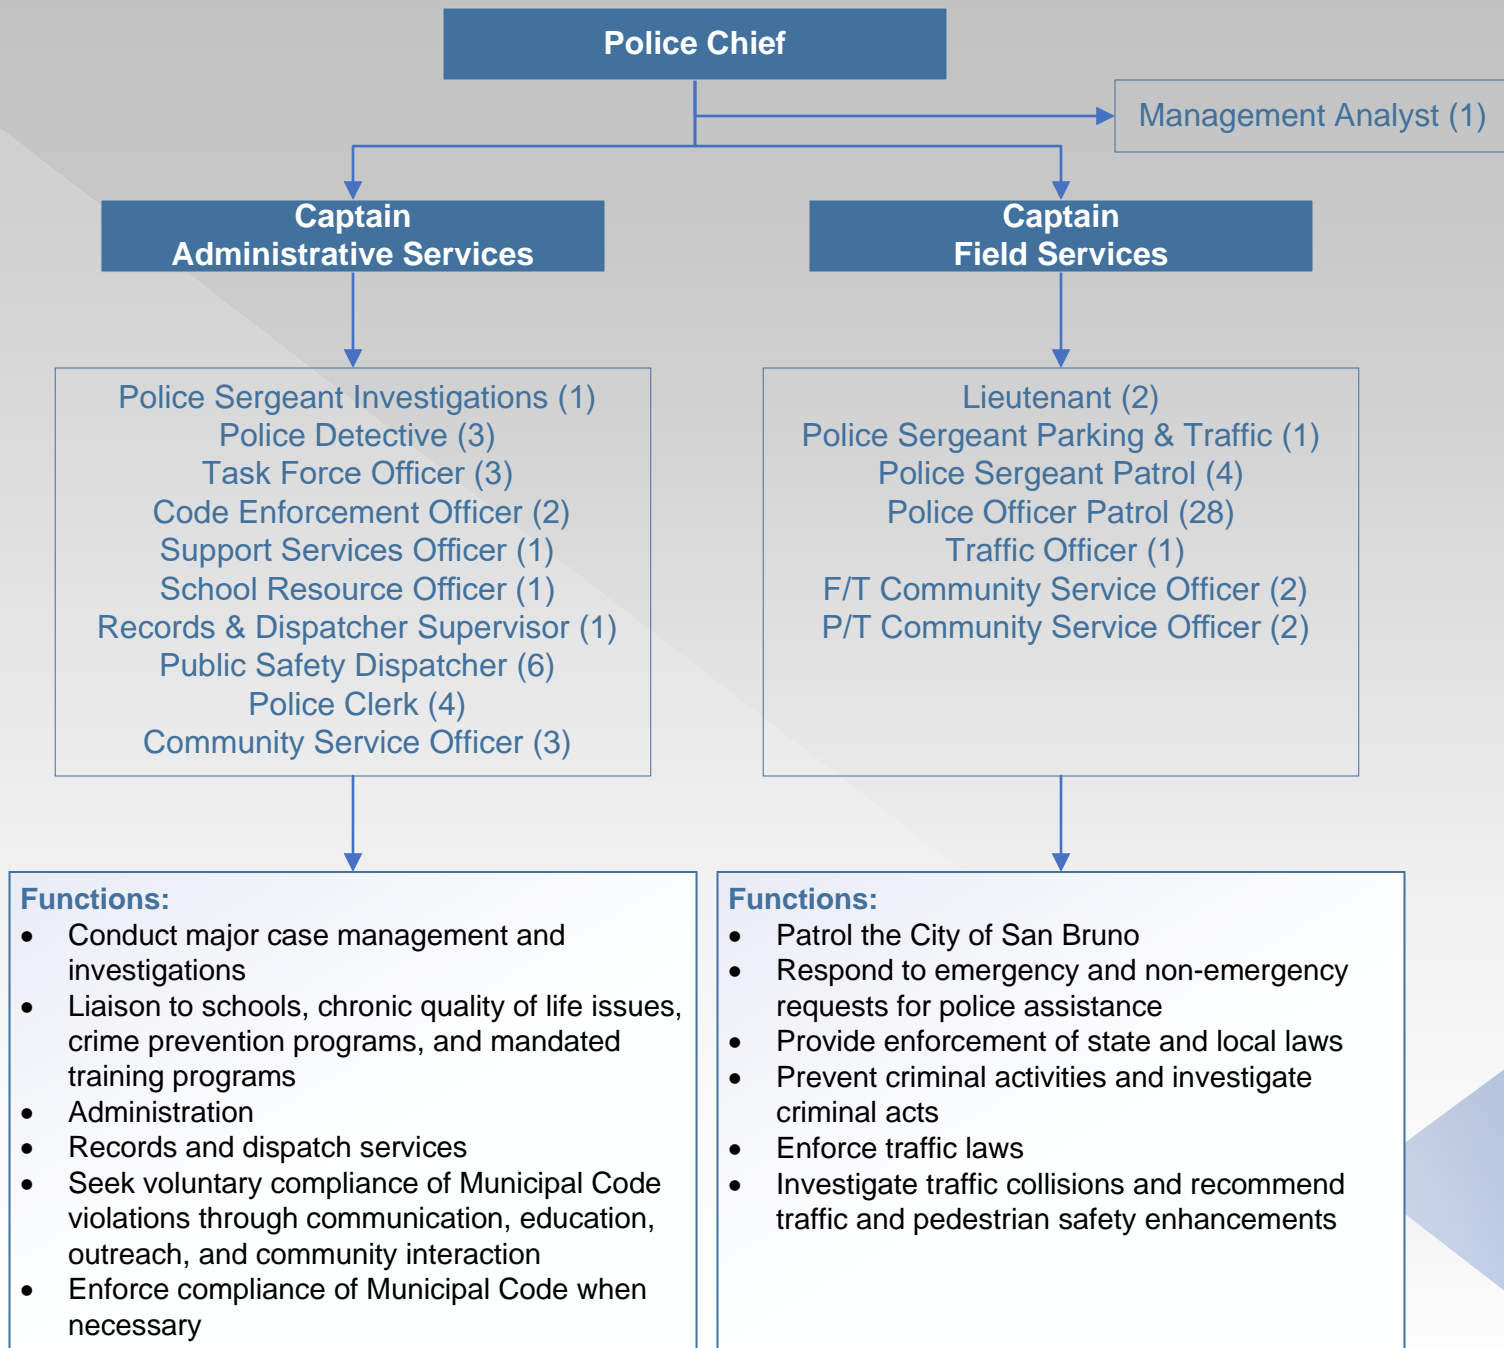 Police Chief
Management Analyst (1)
Captain
Administrative Services
Captain
Field Services
Police Sergeant Investigations (1)
Police Detective (3)
Task Force Officer (3)
Code Enforcement Officer (2)
Support Services Officer (1)
School Resource Officer (1)
Records & Dispatcher Supervisor (1)
Public Safety Dispatcher (6)
Police Clerk (4)
Community Service Officer (3)
Lieutenant (2)
Police Sergeant Parking & Traffic (1)
Police Sergeant Patrol (4)
Police Officer Patrol (28)
Traffic Officer (1)
F/T Community Service Officer (2)
P/T Community Service Officer (2)
Functions:
• Conduct major case management and
investigations
• Liaison to schools, chronic quality of life issues,
crime prevention programs, and mandated
training programs
• Administration
• Records and dispatch services
• Seek voluntary compliance of Municipal Code
violations through communication, education,
outreach, and community interaction
• Enforce compliance of Municipal Code when
necessary
Functions:
• Patrol the City of San Bruno
• Respond to emergency and non-emergency
requests for police assistance
• Provide enforcement of state and local laws
• Prevent criminal activities and investigate
criminal acts
• Enforce traffic laws
• Investigate traffic collisions and recommend
traffic and pedestrian safety enhancements